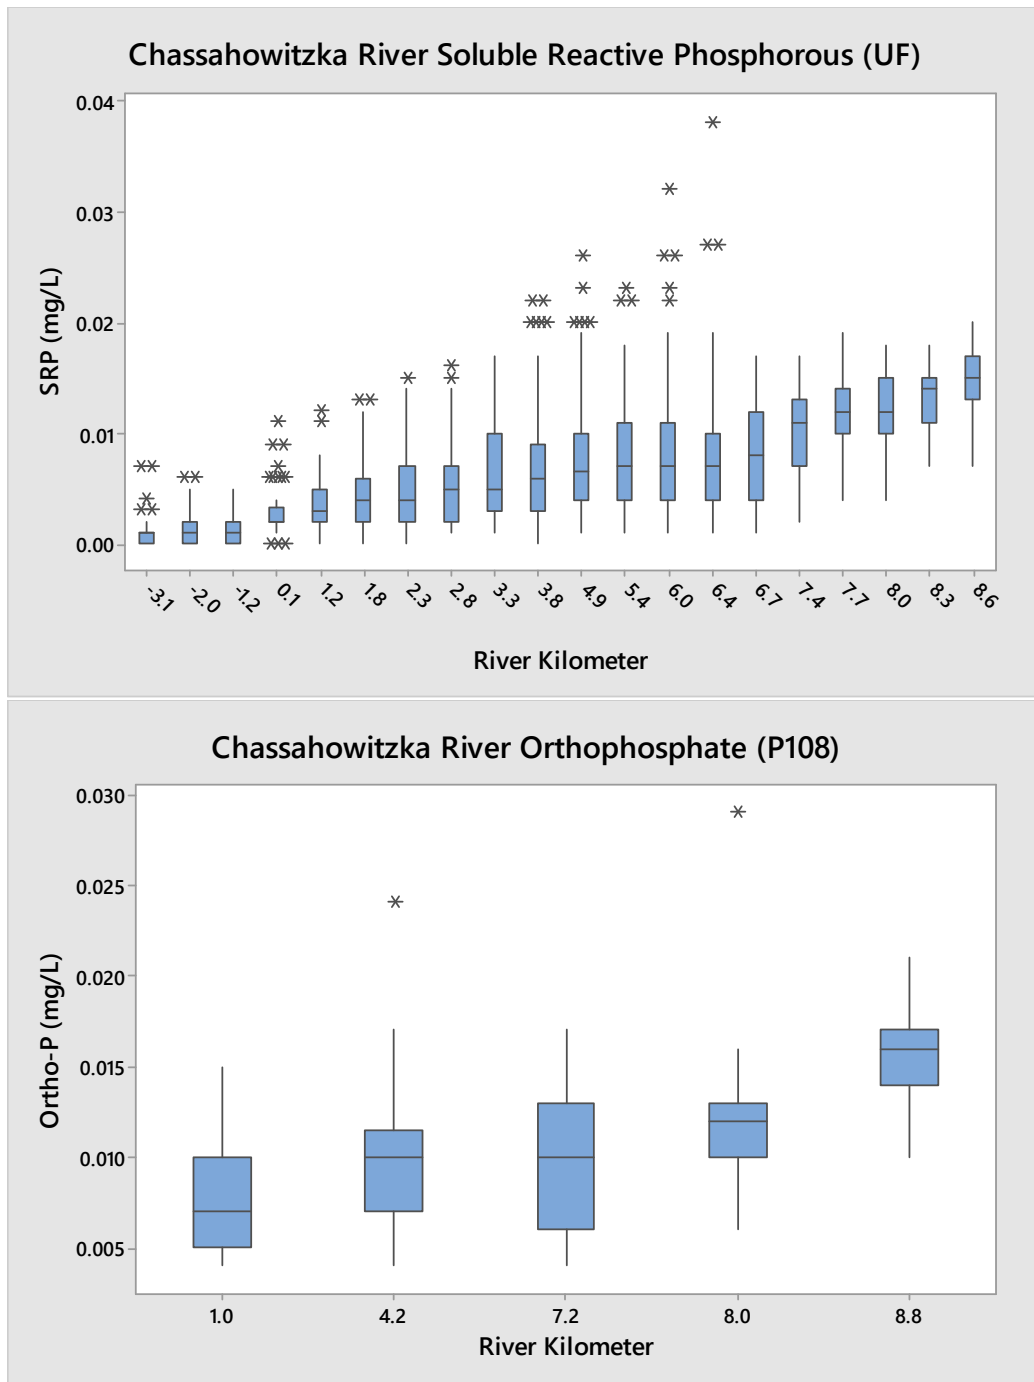 Chassahowitzka River Soluble Reactive Phosphorous (UF)
0.04
0.03
0.02
0.01
0.00
SRP (mg/L)
-3.1 -2.0 -1.2 0.1 1.2 1.8 2.3 2.8 3.3 3.8 4.9 5.4 6.0 6.4 6.7 7.4 7.7 8.0 8.3 8.6
River Kilometer
Chassahowitzka River Orthophosphate (P108)
0.030
0.025
0.020
0.015
0.010
0.005
Ortho-P (mg/L)
1.0 4.2 7.2 8.0 8.8
River Kilometer